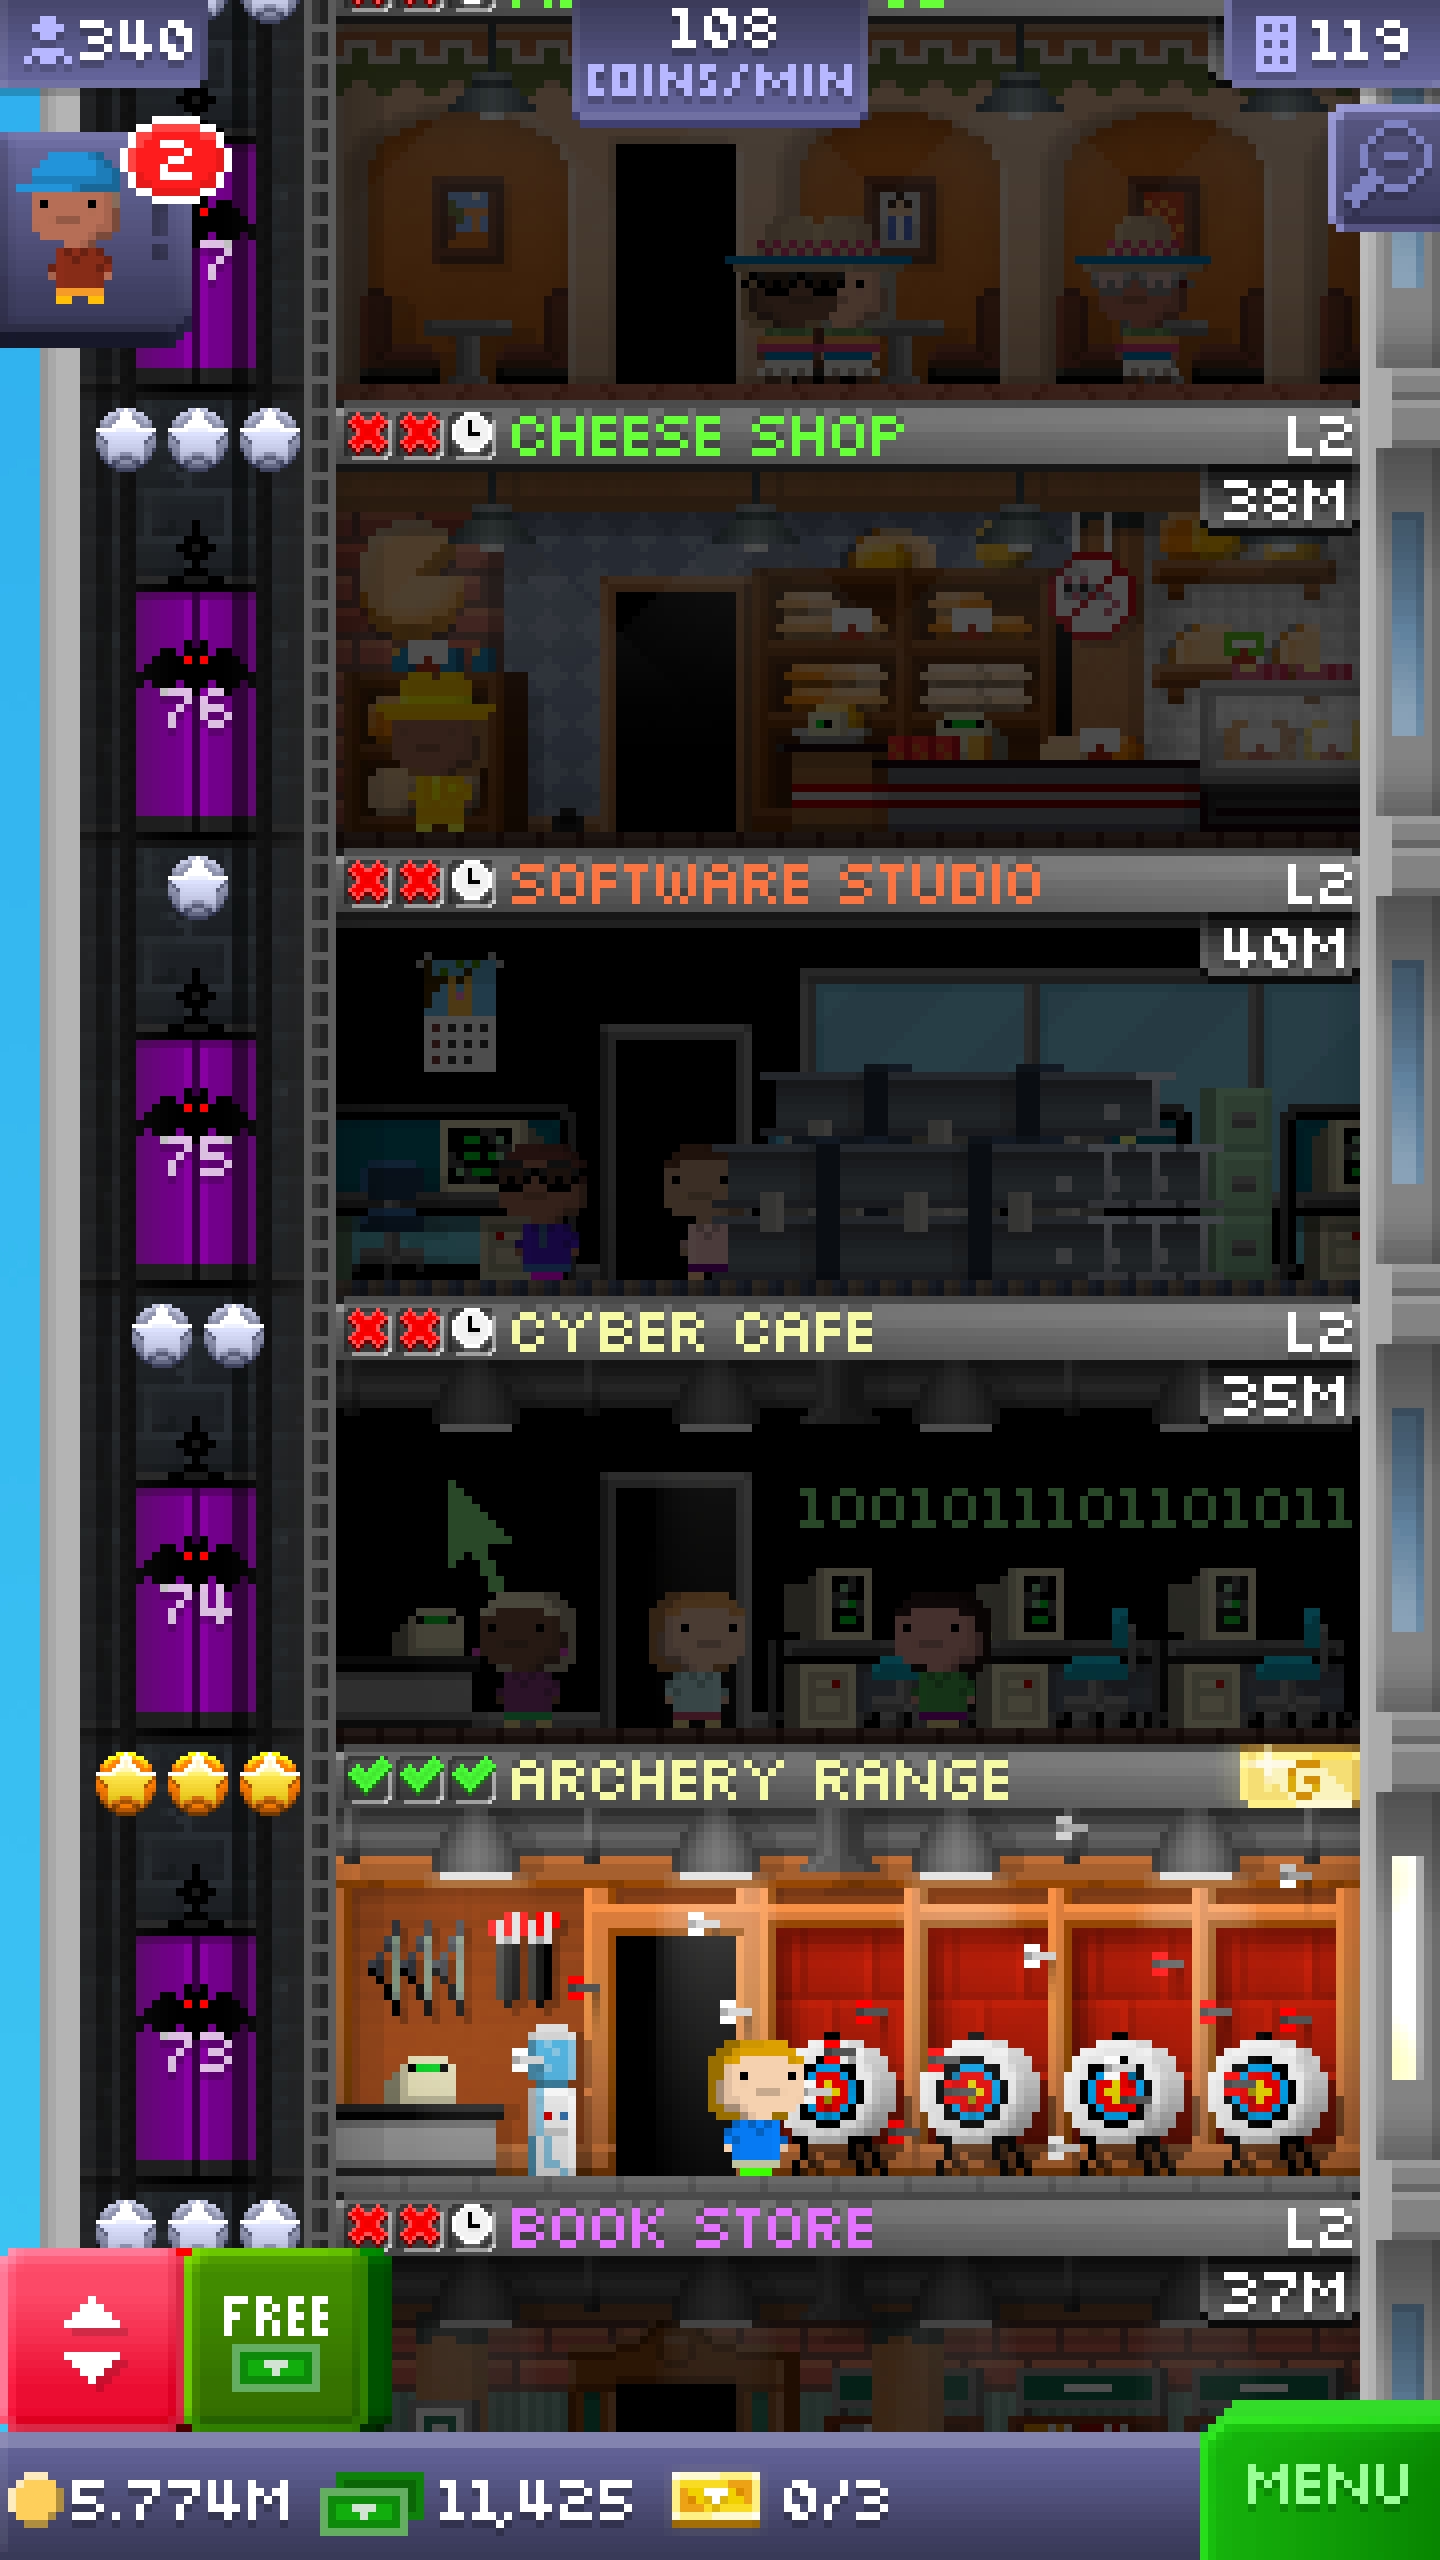 340
108
COINS/MIN
119
2
7
CHEESE SHOP L2
38M
76
SOFTWARE STUDIO L2
40M
75
CYBER CAFE L2
35M
1001011101101011
74
ARCHERY RANGE G
73
BOOK STORE L2
37M
FREE
5.774M 11,425 0/3
MENU